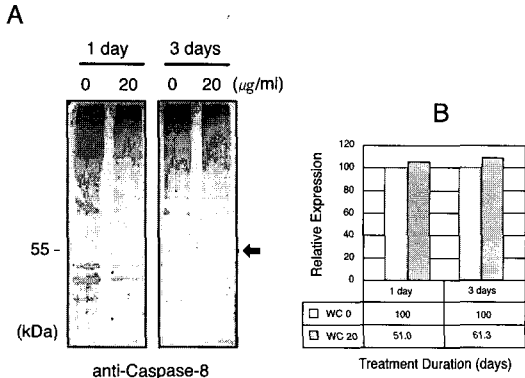 A
1 day 3 days
0 20 0 20 (μg/ml)
55 -
(kDa)
anti-Caspase-8
B
Relative Expression
120
100
80
60
40
20
0
1 day 3 days
WC 0 100 100
WC 20 51.0 61.3
Treatment Duration (days)